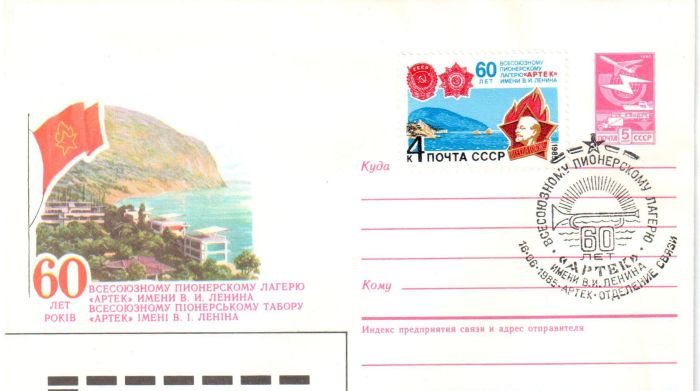 60
ЛЕТ
РОКІВ
ВСЕСОЮЗНОМУ ПИОНЕРСКОМУ ЛАГЕРЮ
«АРТЕК» ИМЕНИ В. И. ЛЕНИНА
ВСЕСОЮЗНОМУ ПІОНЕРСЬКОМУ ТАБОРУ
«АРТЕК» ІМЕНІ В. І. ЛЕНІНА
60
ЛЕТ
ВСЕСОЮЗНОМУ
ПИОНЕРСКОМУ
ЛАГЕРЮ «АРТЕК»
ИМЕНИ В. И. ЛЕНИНА
4
К
ПОЧТА СССР
1985
ПОЧТА 5 К СССР
Куда
Кому
Индекс предприятия связи и адрес отправителя
ВСЕСОЮЗНОМУ ПИОНЕРСКОМУ ЛАГЕРЮ
60
ЛЕТ
«АРТЕК»
ИМЕНИ В.И. ЛЕНИНА
16-06-1985 · АРТЕК · ОТДЕЛЕНИЕ СВЯЗИ